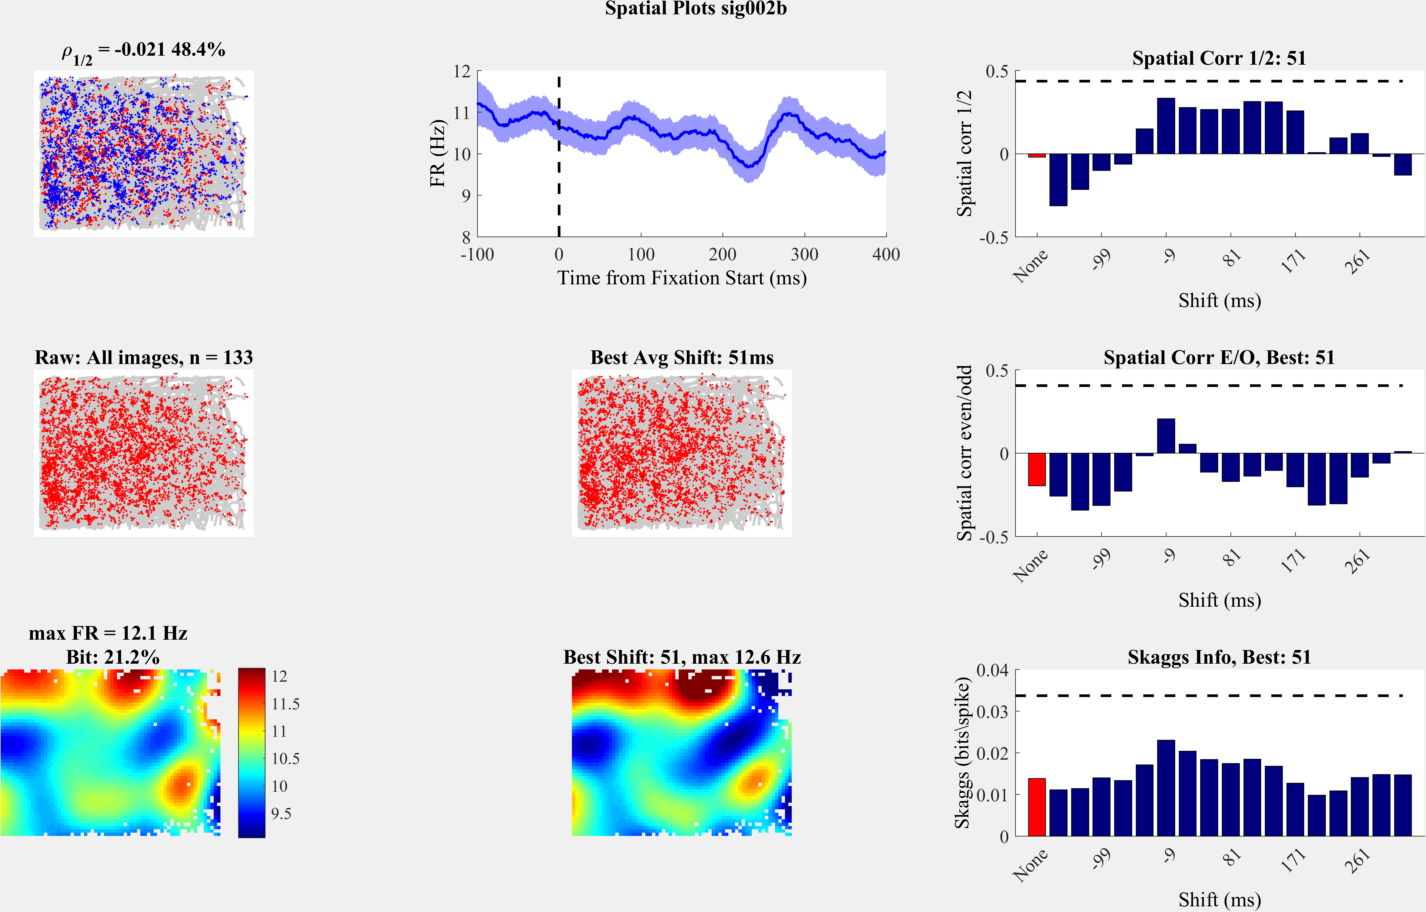 Spatial Plots sig002b
ρ1/2 = -0.021 48.4%
12
11
10
9
8
FR (Hz)
-100
0
100
200
300
400
Time from Fixation Start (ms)
Spatial Corr 1/2: 51
0.5
0
-0.5
Spatial corr 1/2
None
-99
-9
81
171
261
Shift (ms)
Raw: All images, n = 133
Best Avg Shift: 51ms
Spatial Corr E/O, Best: 51
0.5
0
-0.5
Spatial corr even/odd
None
-99
-9
81
171
261
Shift (ms)
max FR = 12.1 Hz
Bit: 21.2%
12
11.5
11
10.5
10
9.5
Best Shift: 51, max 12.6 Hz
Skaggs Info, Best: 51
0.04
0.03
0.02
0.01
0
Skaggs (bits\spike)
None
-99
-9
81
171
261
Shift (ms)